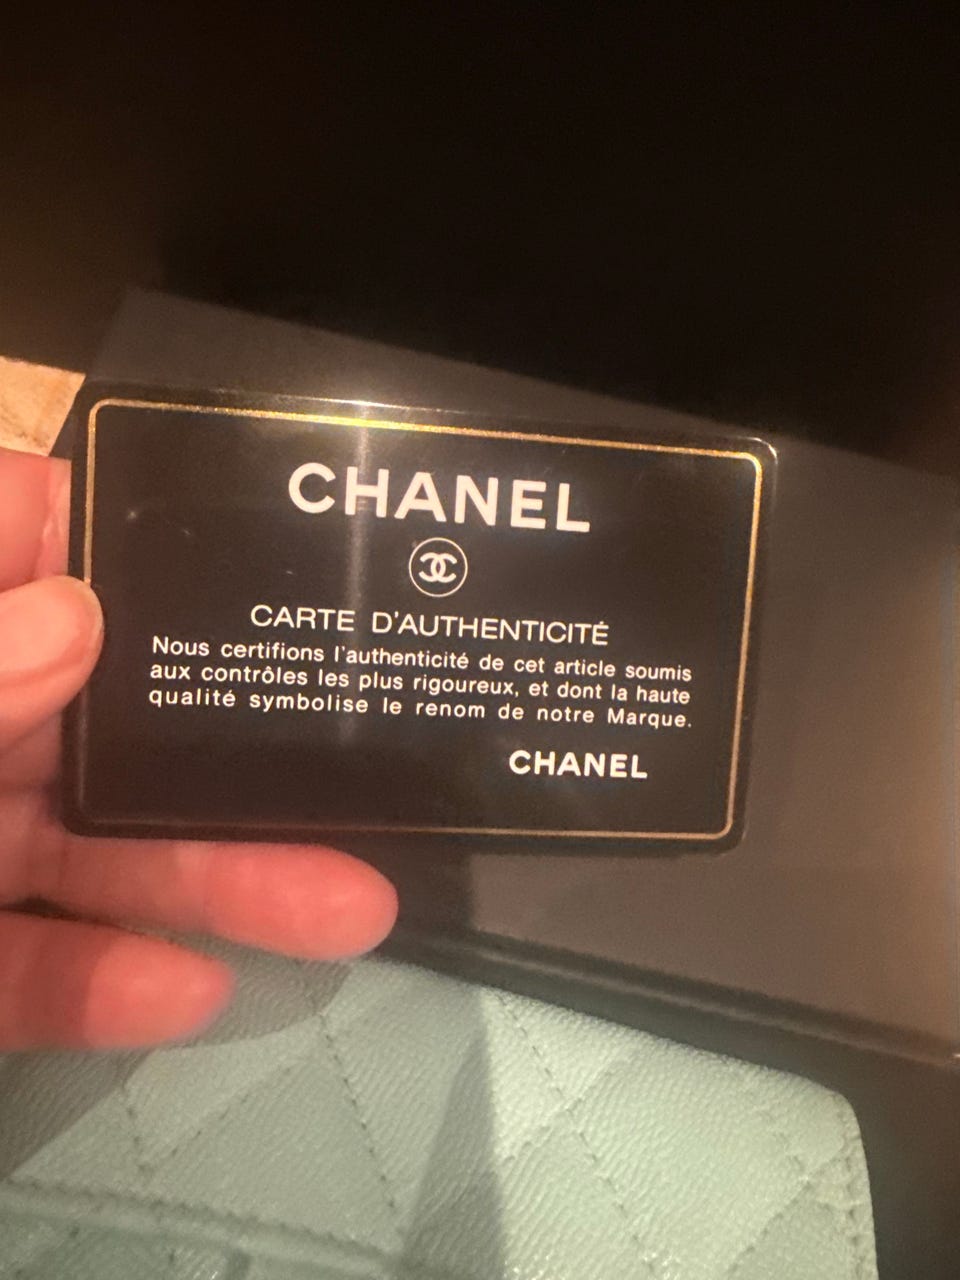 CHANEL
CARTE D'AUTHENTICITÉ
Nous certifions l'authenticité de cet article soumis
aux contrôles les plus rigoureux, et dont la haute
qualité symbolise le renom de notre Marque.
CHANEL